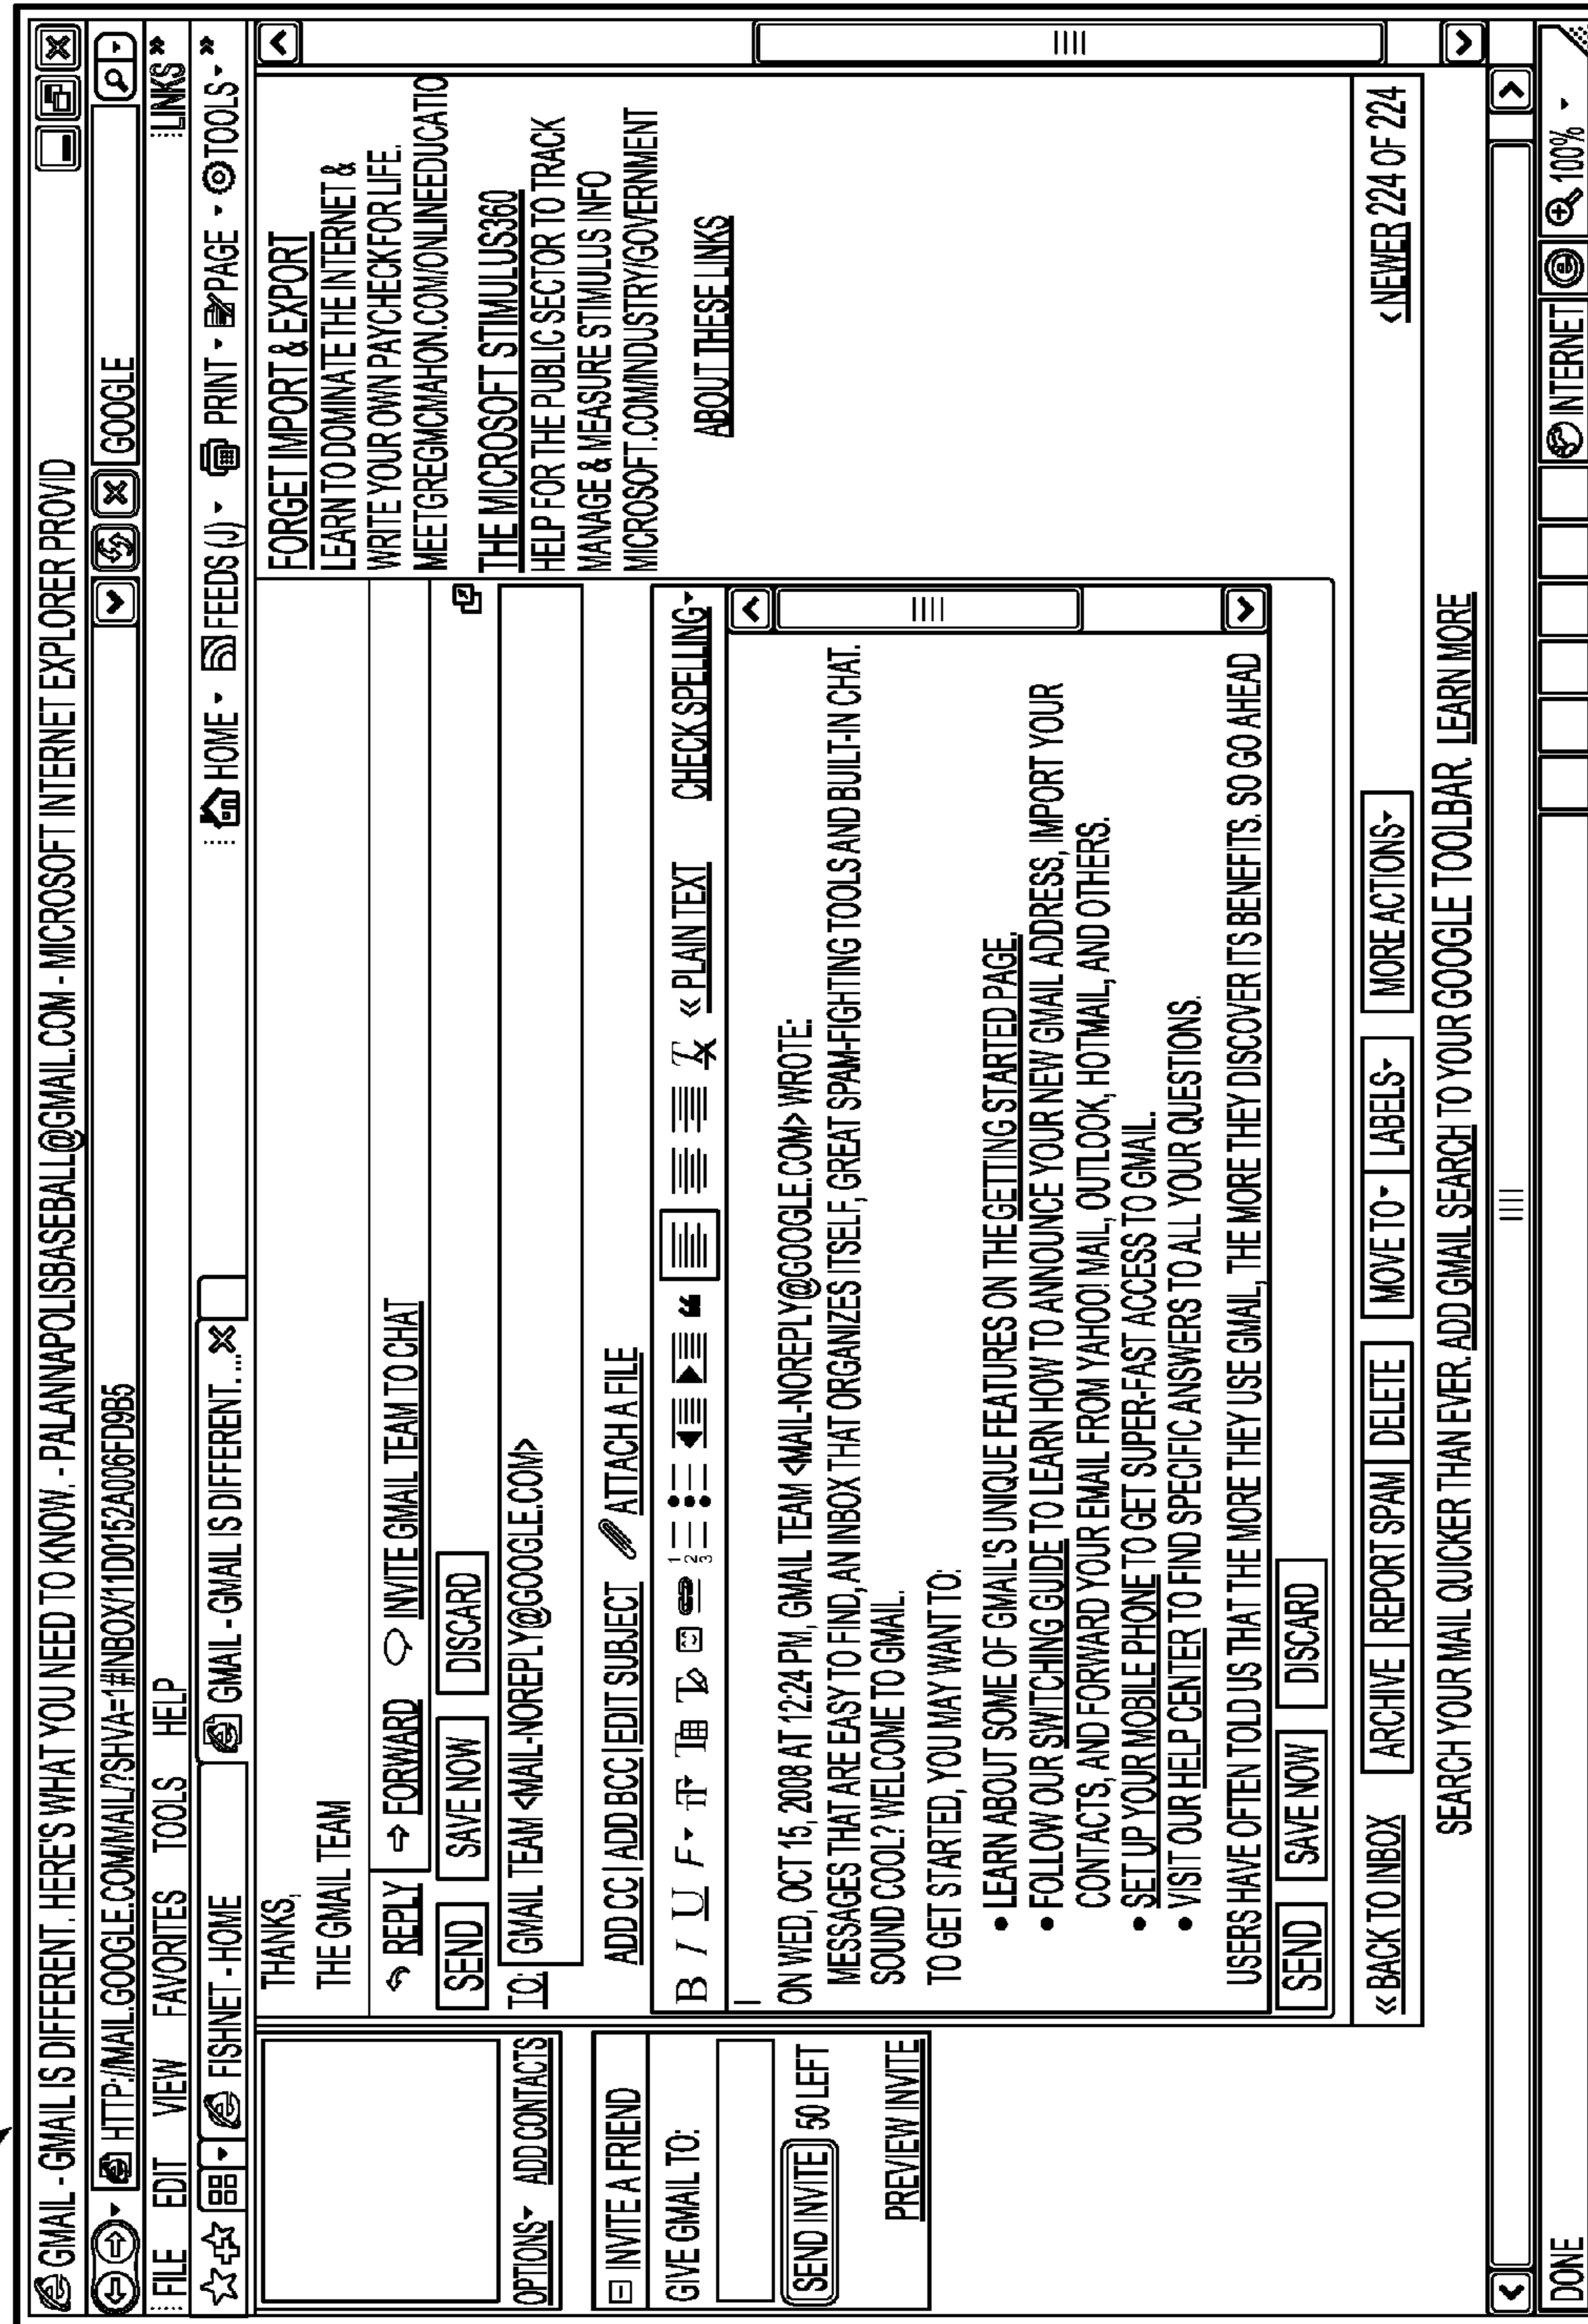 GMAIL - GMAIL IS DIFFERENT. HERE'S WHAT YOU NEED TO KNOW. - PALANNAPOLISBASEBALL@GMAIL.COM - MICROSOFT INTERNET EXPLORER PROVID
HTTP://MAIL.GOOGLE.COM/MAIL/?SHVA=1#INBOX/11D0152A006FD9B5 GOOGLE
FILE EDIT VIEW FAVORITES TOOLS HELP LINKS »
FISHNET - HOME GMAIL - GMAIL IS DIFFERENT.... HOME FEEDS (J) PRINT PAGE TOOLS »
THANKS,
THE GMAIL TEAM
REPLY FORWARD INVITE GMAIL TEAM TO CHAT
SEND SAVE NOW DISCARD
TO: GMAIL TEAM <MAIL-NOREPLY@GOOGLE.COM>
ADD CC | ADD BCC | EDIT SUBJECT ATTACH A FILE
B I U F T T T « PLAIN TEXT CHECK SPELLING
ON WED, OCT 15, 2008 AT 12:24 PM, GMAIL TEAM <MAIL-NOREPLY@GOOGLE.COM> WROTE:
MESSAGES THAT ARE EASY TO FIND, AN INBOX THAT ORGANIZES ITSELF, GREAT SPAM-FIGHTING TOOLS AND BUILT-IN CHAT.
SOUND COOL? WELCOME TO GMAIL.
TO GET STARTED, YOU MAY WANT TO:
• LEARN ABOUT SOME OF GMAIL'S UNIQUE FEATURES ON THE GETTING STARTED PAGE.
• FOLLOW OUR SWITCHING GUIDE TO LEARN HOW TO ANNOUNCE YOUR NEW GMAIL ADDRESS, IMPORT YOUR
CONTACTS, AND FORWARD YOUR EMAIL FROM YAHOO! MAIL, OUTLOOK, HOTMAIL, AND OTHERS.
• SET UP YOUR MOBILE PHONE TO GET SUPER-FAST ACCESS TO GMAIL.
• VISIT OUR HELP CENTER TO FIND SPECIFIC ANSWERS TO ALL YOUR QUESTIONS.
USERS HAVE OFTEN TOLD US THAT THE MORE THEY USE GMAIL, THE MORE THEY DISCOVER ITS BENEFITS. SO GO AHEAD
SEND SAVE NOW DISCARD
OPTIONS ADD CONTACTS
INVITE A FRIEND
GIVE GMAIL TO:
SEND INVITE 50 LEFT
PREVIEW INVITE
FORGET IMPORT & EXPORT
LEARN TO DOMINATE THE INTERNET &
WRITE YOUR OWN PAYCHECK FOR LIFE.
MEETGREGMCMAHON.COM/ONLINEEDUCATIO
THE MICROSOFT STIMULUS360
HELP FOR THE PUBLIC SECTOR TO TRACK
MANAGE & MEASURE STIMULUS INFO
MICROSOFT.COM/INDUSTRY/GOVERNMENT
ABOUT THESE LINKS
« BACK TO INBOX ARCHIVE REPORT SPAM DELETE MOVE TO LABELS MORE ACTIONS < NEWER 224 OF 224
SEARCH YOUR MAIL QUICKER THAN EVER. ADD GMAIL SEARCH TO YOUR GOOGLE TOOLBAR. LEARN MORE
DONE INTERNET 100%